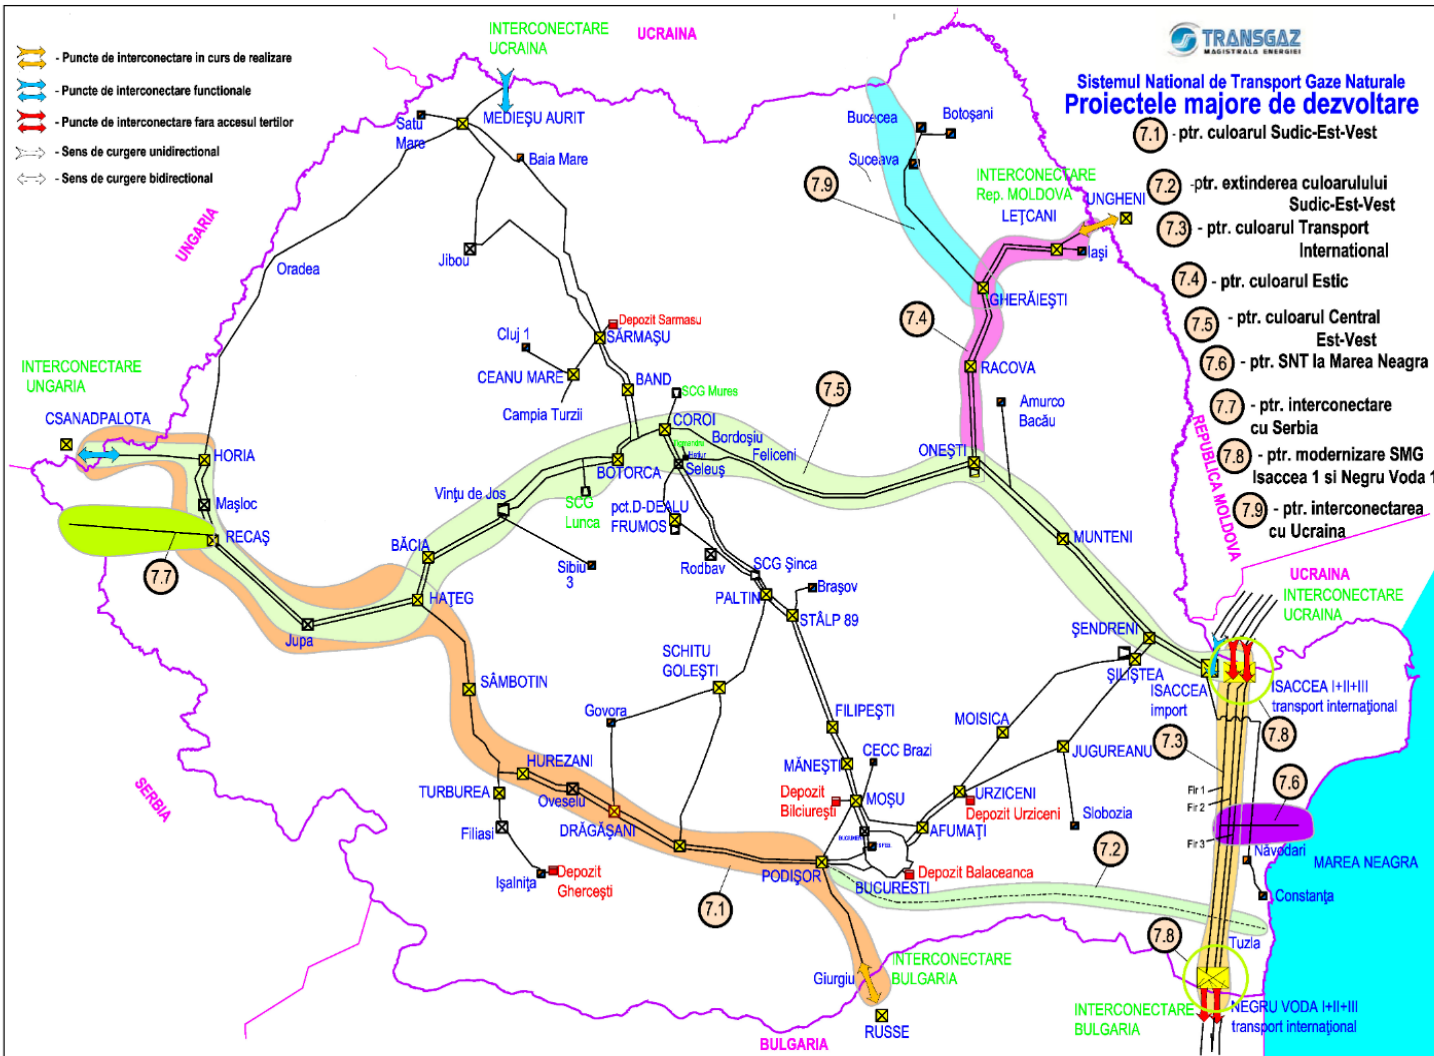 INTERCONECTARE
UCRAINA
UCRAINA
TRANSGAZ
MAGISTRALA ENERGIEI
Sistemul National de Transport Gaze Naturale
Proiectele majore de dezvoltare
- Puncte de interconectare in curs de realizare
- Puncte de interconectare functionale
- Puncte de interconectare fara accesul tertilor
- Sens de curgere unidirectional
- Sens de curgere bidirectional
7.1 - ptr. culoarul Sudic-Est-Vest
7.2 -ptr. extinderea culoarulului
Sudic-Est-Vest
7.3 - ptr. culoarul Transport
International
7.4 - ptr. culoarul Estic
7.5 - ptr. culoarul Central
Est-Vest
7.6 - ptr. SNT la Marea Neagra
7.7 - ptr. interconectare
cu Serbia
7.8 - ptr. modernizare SMG
Isaccea 1 si Negru Voda 1
7.9 - ptr. interconectarea
cu Ucraina
Satu
Mare
MEDIEŞU AURIT
Baia Mare
Bucecea
Botoşani
Suceava
7.9
INTERCONECTARE
Rep. MOLDOVA
UNGHENI
LEŢCANI
Iaşi
UNGARIA
Oradea
Jibou
GHERĂIEŞTI
7.4
Depozit Sarmasu
SĂRMAŞU
Cluj 1
CEANU MARE
Campia Turzii
BAND
RACOVA
Amurco
Bacău
INTERCONECTARE
UNGARIA
CSANADPALOTA
SCG Mures
COROI
7.5
REPUBLICA MOLDOVA
HORIA
BOTORCA
Bordoşiu
Feliceni
Seleuş
ONEŞTI
Maşloc
Vinţu de Jos
SCG
Lunca
pct.D-DEALU
FRUMOS
RECAŞ
BĂCIA
MUNTENI
7.7
Sibiu
3
Rodbav
SCG Şinca
Braşov
UCRAINA
INTERCONECTARE
UCRAINA
HAŢEG
PALTIN
STÂLP 89
Jupa
SCHITU
GOLEŞTI
ŞENDRENI
ŞILIŞTEA
SÂMBOTIN
ISACCEA
import
ISACCEA I+II+III
transport internaţional
Govora
FILIPEŞTI
MOISICA
7.8
7.3
JUGUREANU
CECC Brazi
MĂNEŞTI
HUREZANI
SERBIA
TURBUREA
Oveselu
Depozit
Bilciureşti
MOŞU
URZICENI
Depozit Urziceni
Fir 1
Fir 2
7.6
Filiasi
DRĂGĂŞANI
AFUMAŢI
Slobozia
Fir 3
Năvodari
MAREA NEAGRA
Işalniţa
Depozit
Gherceşti
PODIŞOR
BUCURESTI
Depozit Balaceanca
7.2
Constanţa
7.1
7.8
Tuzla
Giurgiu
INTERCONECTARE
BULGARIA
INTERCONECTARE
BULGARIA
NEGRU VODA I+II+III
transport internaţional
RUSSE
BULGARIA